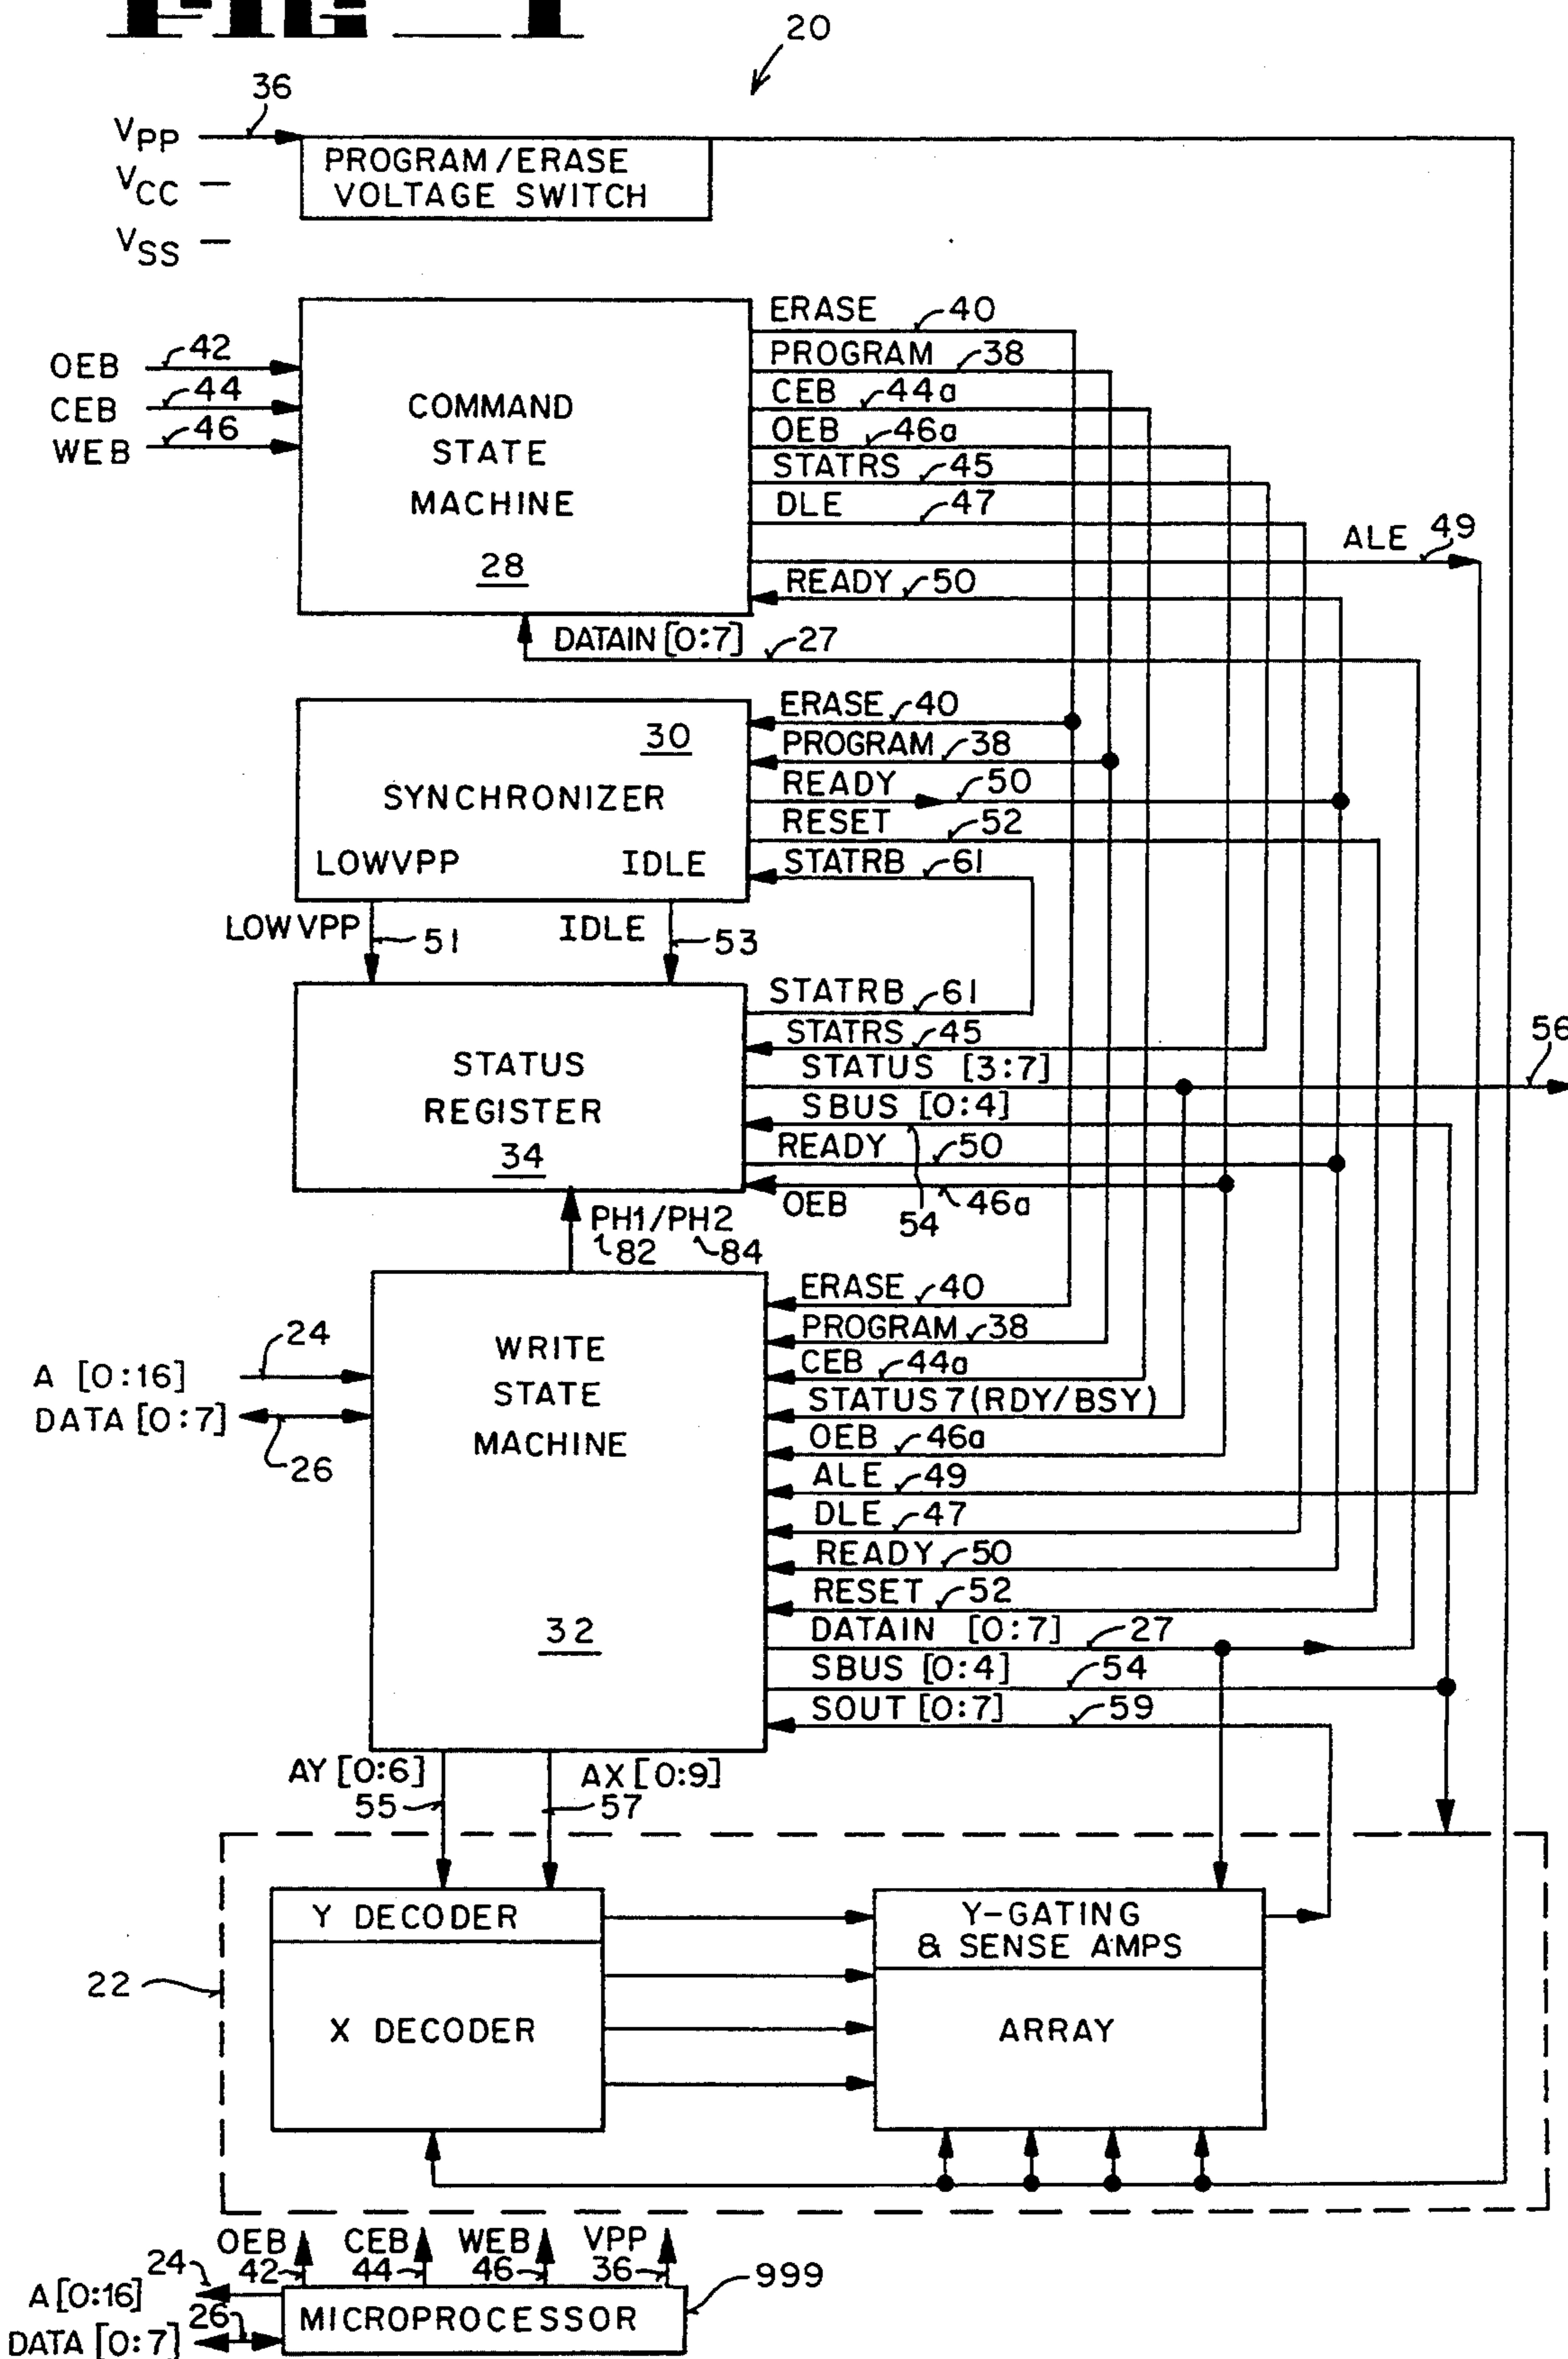 FIG_1
20
36
VPP
PROGRAM/ERASE
VOLTAGE SWITCH
VCC
VSS
OEB 42
CEB 44
WEB 46
COMMAND
STATE
MACHINE
28
ERASE 40
PROGRAM 38
CEB 44a
OEB 46a
STATRS 45
DLE 47
ALE 49
READY 50
DATAIN [0:7] 27
30
SYNCHRONIZER
LOWVPP IDLE
ERASE 40
PROGRAM 38
READY 50
RESET 52
STATRB 61
LOWVPP 51
IDLE 53
STATUS
REGISTER
34
STATRB 61
STATRS 45
STATUS [3:7]
56
SBUS [0:4]
READY 50
OEB 46a
54
PH1/PH2
82 84
A [0:16] 24
DATA [0:7]
26
WRITE
STATE
MACHINE
32
ERASE 40
PROGRAM 38
CEB 44a
STATUS 7 (RDY/BSY)
OEB 46a
ALE 49
DLE 47
READY 50
RESET 52
DATAIN [0:7] 27
SBUS [0:4] 54
SOUT [0:7] 59
AY [0:6]
55
AX [0:9]
57
22
Y DECODER
X DECODER
Y-GATING
& SENSE AMPS
ARRAY
OEB CEB WEB VPP
42 44 46 36
24
A [0:16]
26
DATA [0:7]
MICROPROCESSOR
999